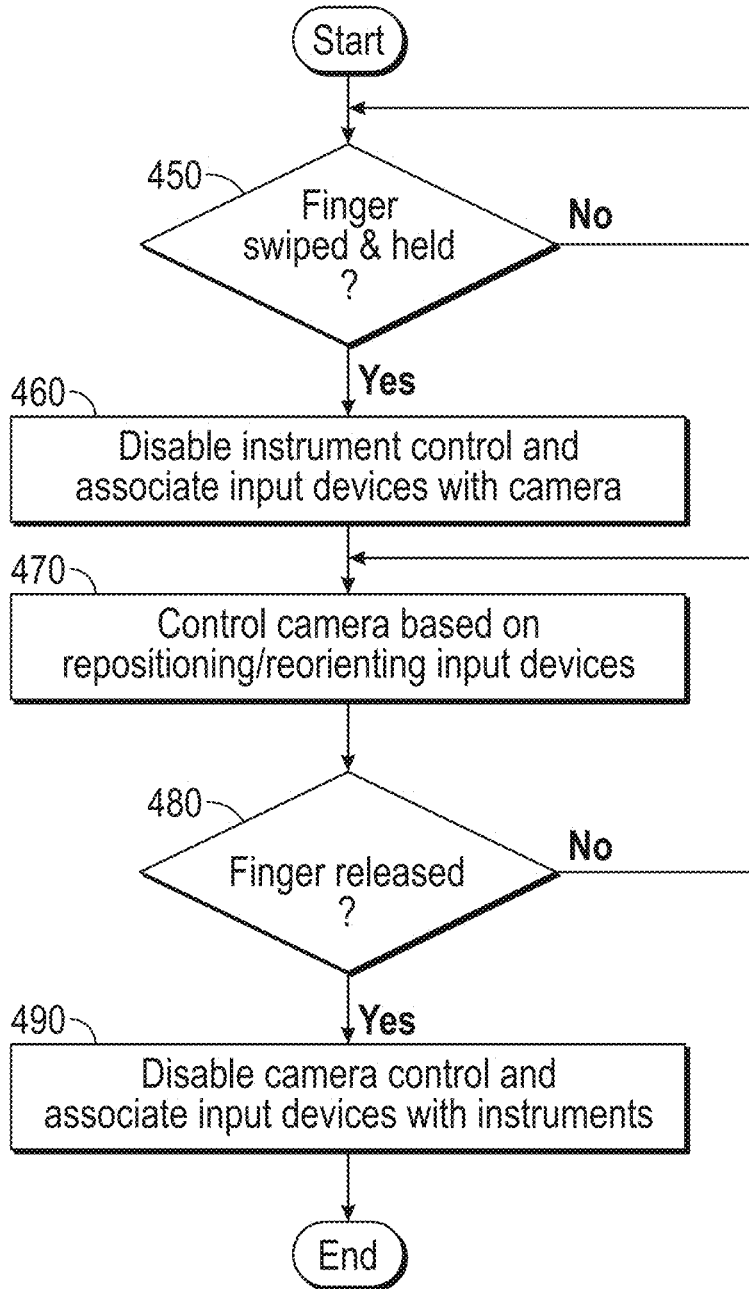 Start
450
Finger
swiped & held
?
No
Yes
460
Disable instrument control and
associate input devices with camera
470
Control camera based on
repositioning/reorienting input devices
480
Finger released
?
No
Yes
490
Disable camera control and
associate input devices with instruments
End